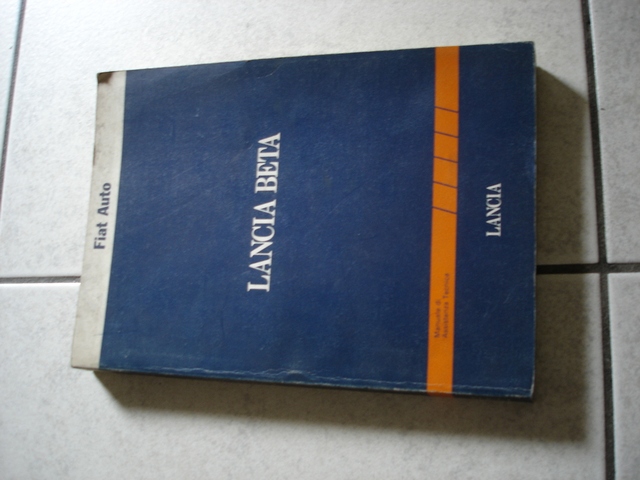 Fiat Auto
LANCIA BETA
Manuale di
Assistenza Tecnica
LANCIA